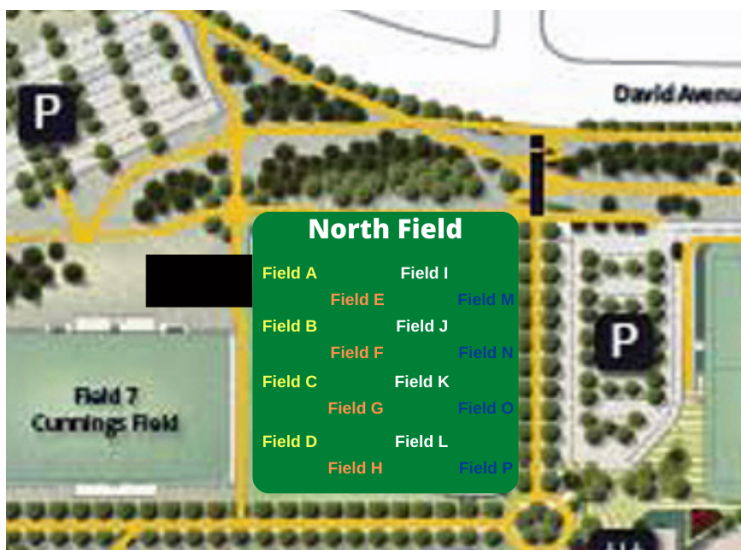 P
David Avenu
North Field
Field A
Field I
Field E
Field M
Field B
Field J
Field F
Field N
P
Field C
Field K
Field 7
Cunnings Field
Field G
Field O
Field D
Field L
Field H
Field P